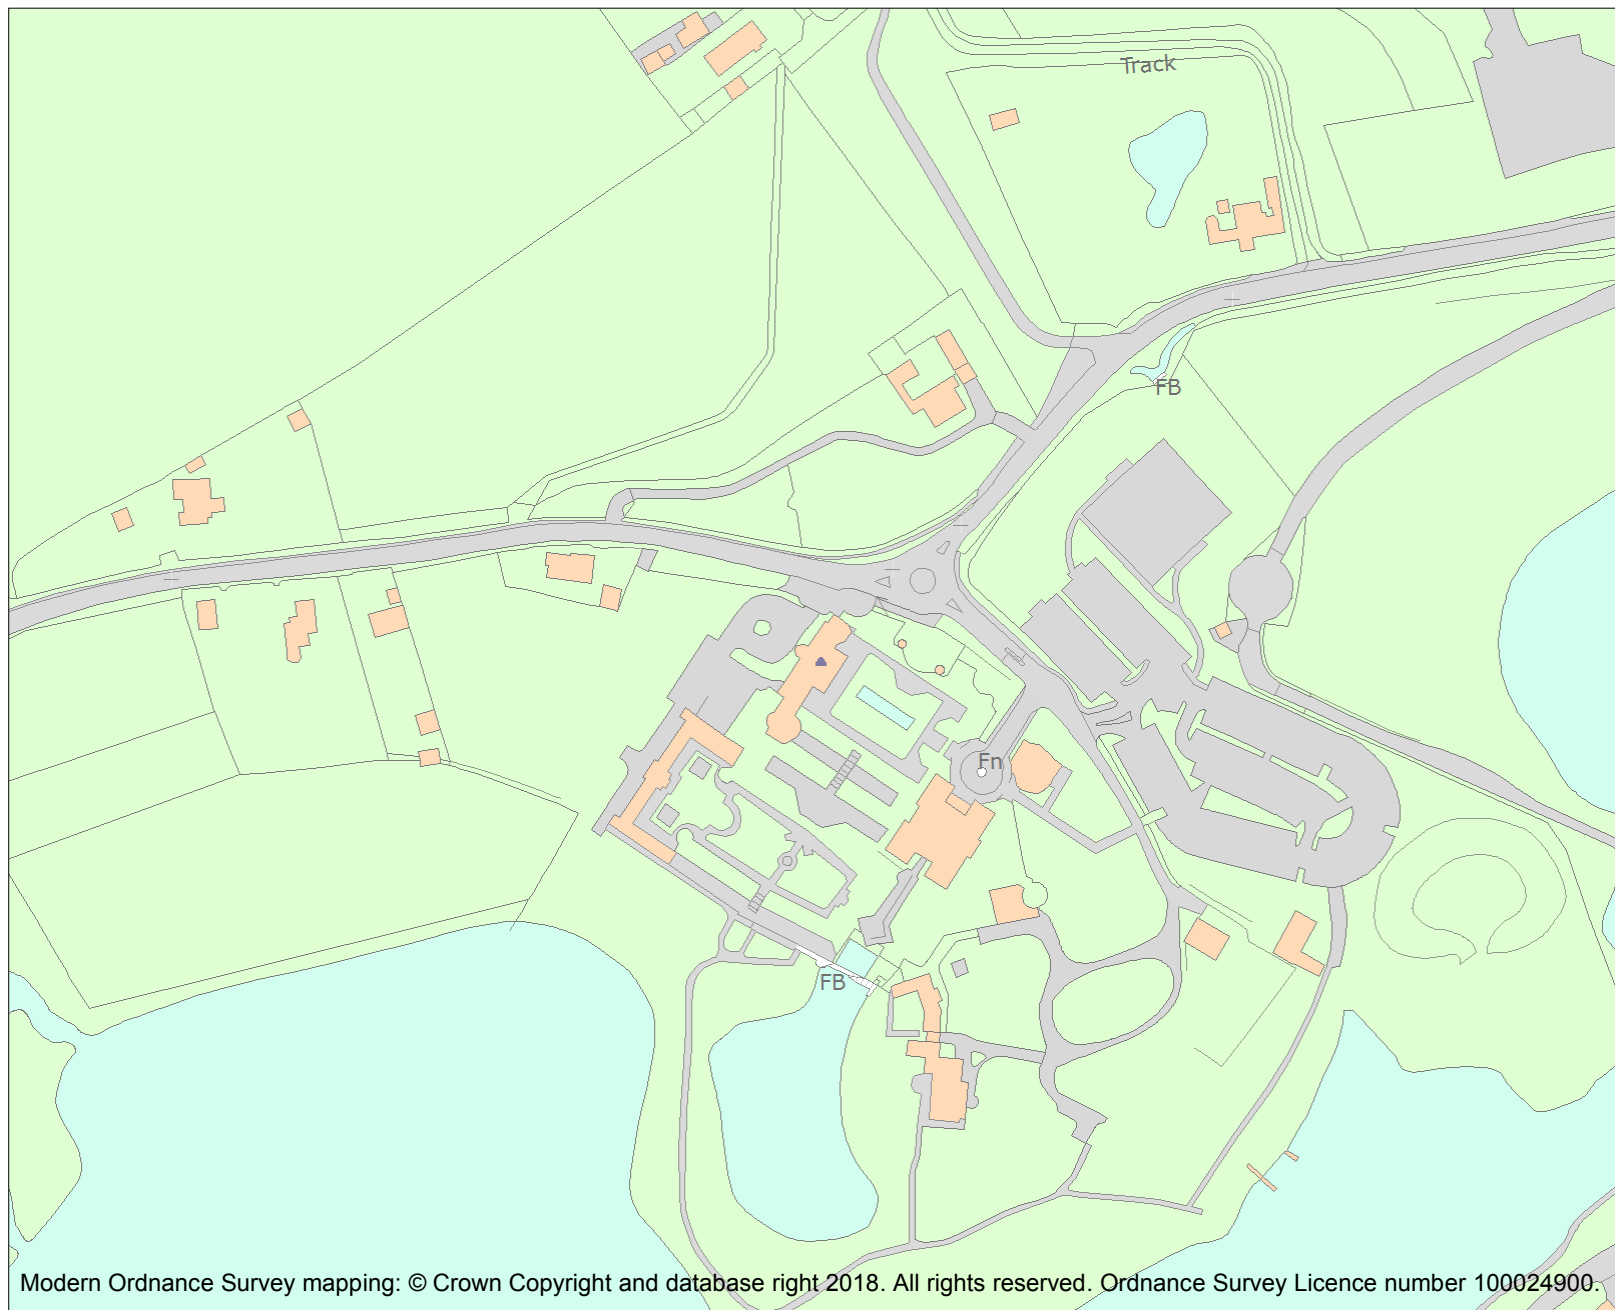 Track
FB
Fn
FB
Modern Ordnance Survey mapping: © Crown Copyright and database right 2018. All rights reserved. Ordnance Survey Licence number 100024900.